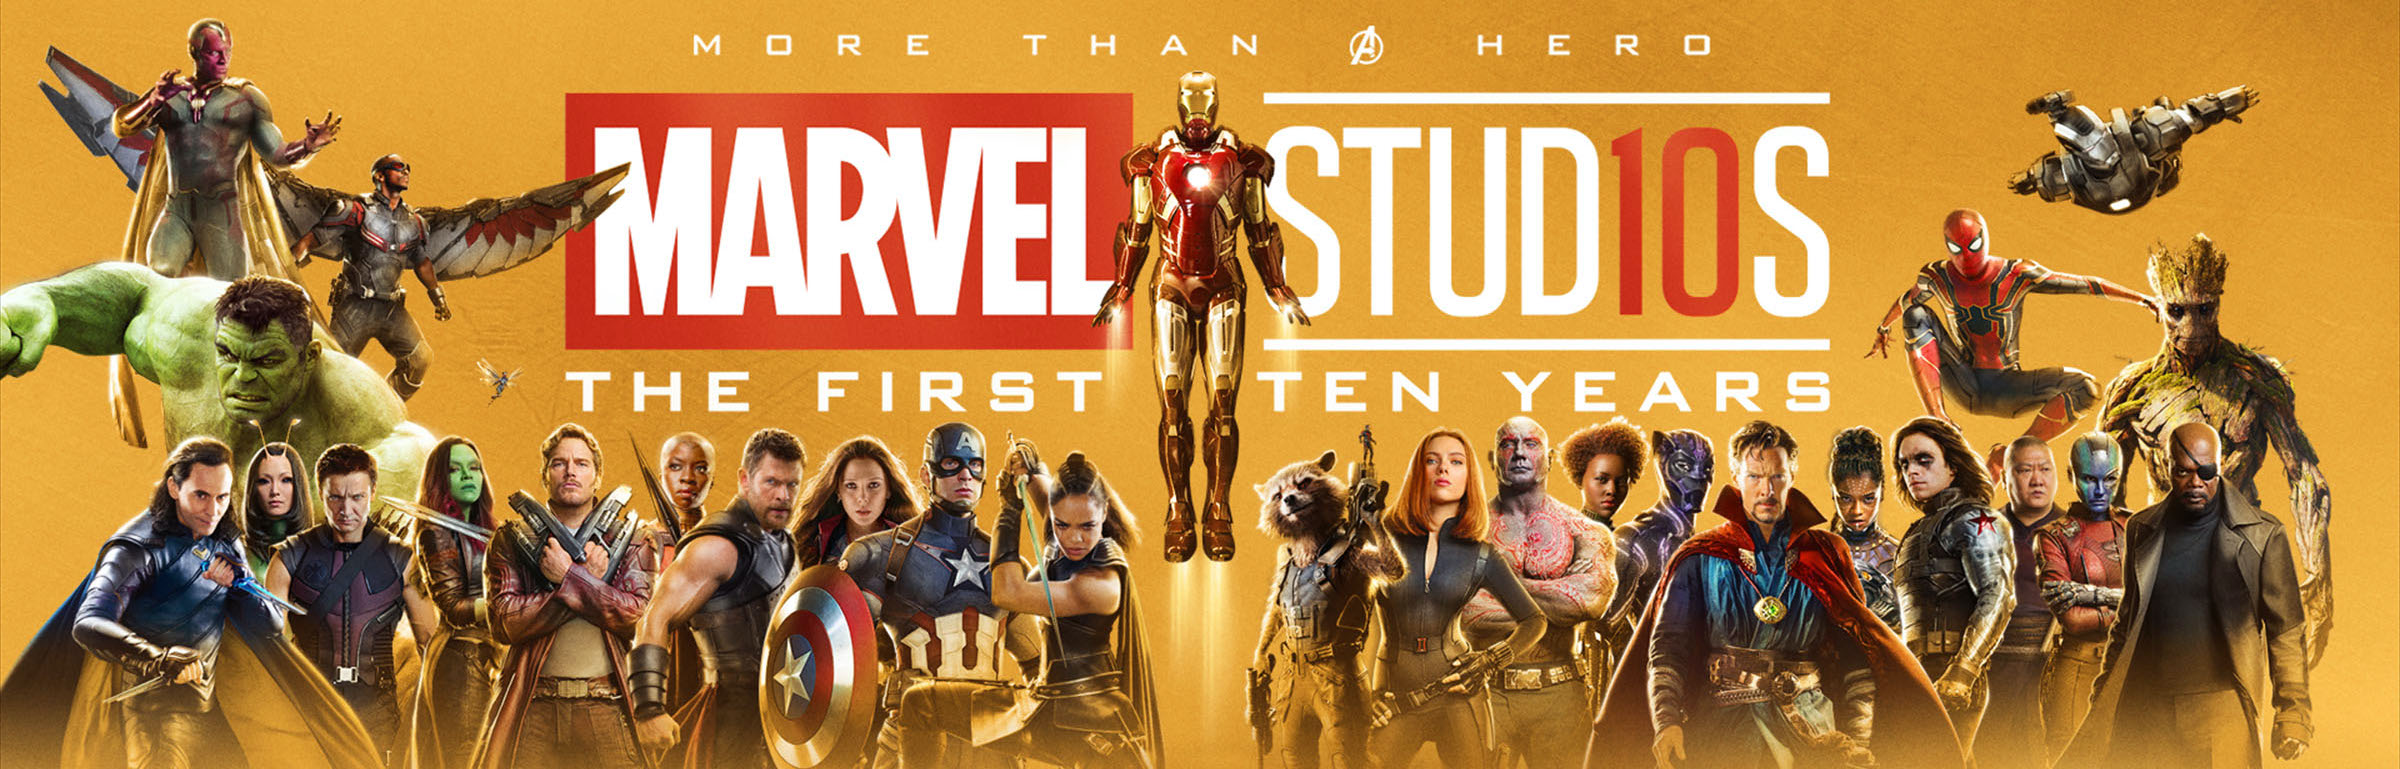 MORE THAN A HERO
MARVEL STUD10S
THE FIRST TEN YEARS